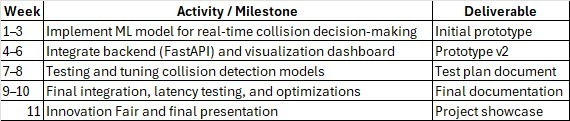 Week Activity / Milestone Deliverable
1–3 Implement ML model for real-time collision decision-making Initial prototype
4–6 Integrate backend (FastAPI) and visualization dashboard Prototype v2
7–8 Testing and tuning collision detection models Test plan document
9–10 Final integration, latency testing, and optimizations Final documentation
11 Innovation Fair and final presentation Project showcase